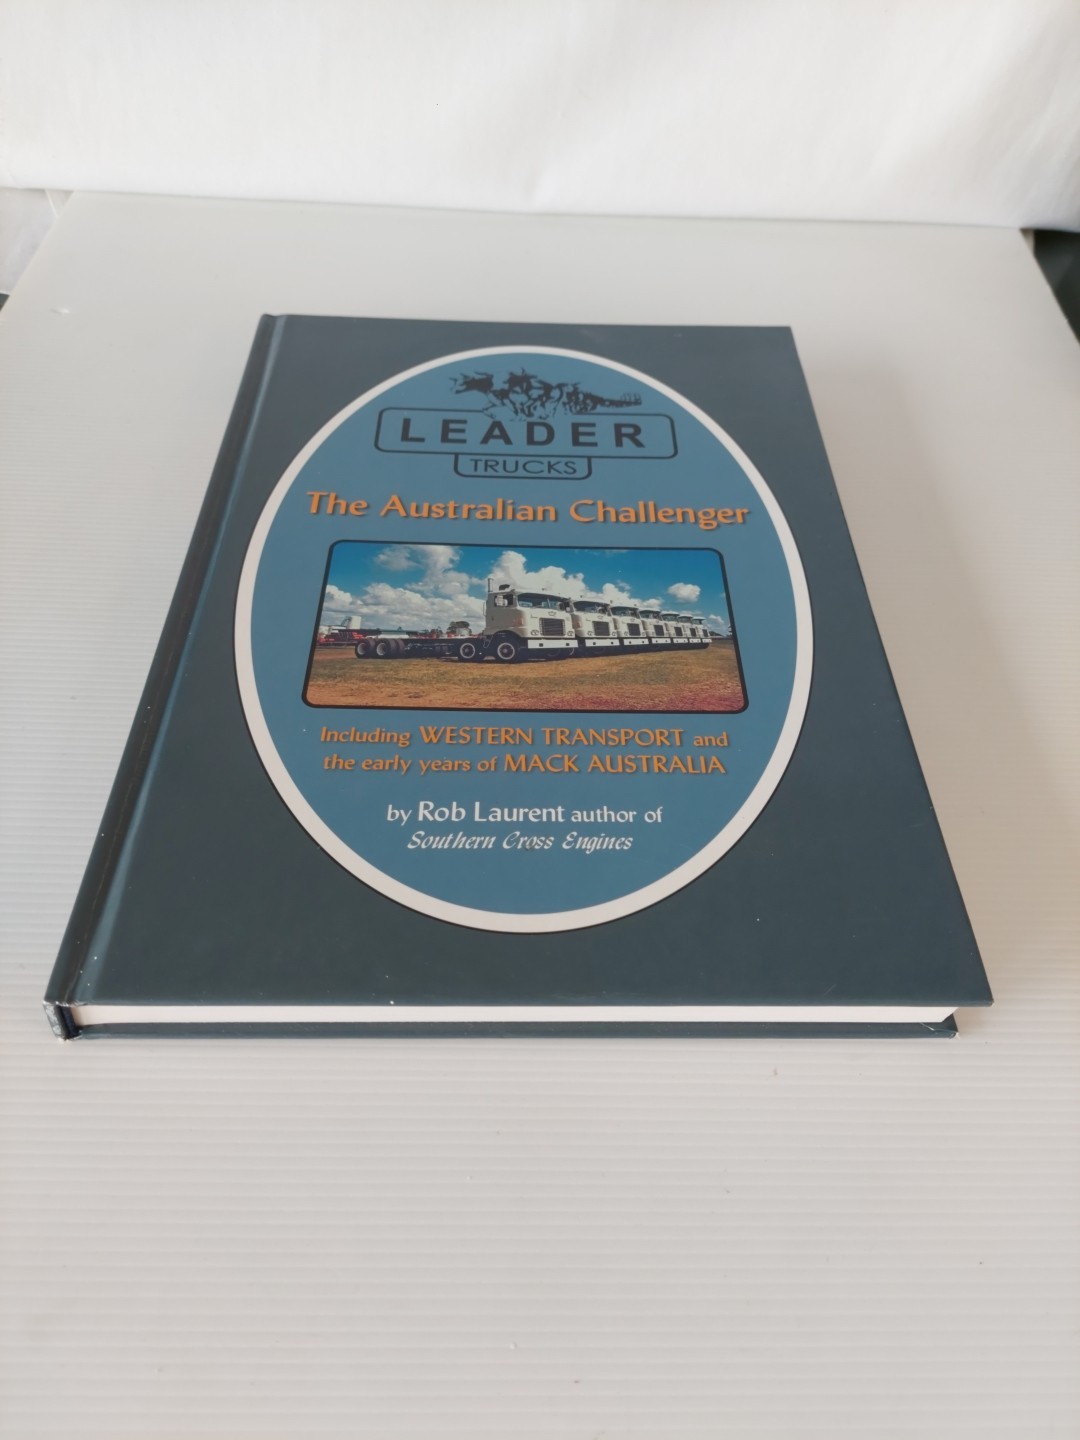 LEADER
TRUCKS
The Australian Challenger
Including WESTERN TRANSPORT and
the early years of MACK AUSTRALIA
by Rob Laurent author of
Southern Cross Engines